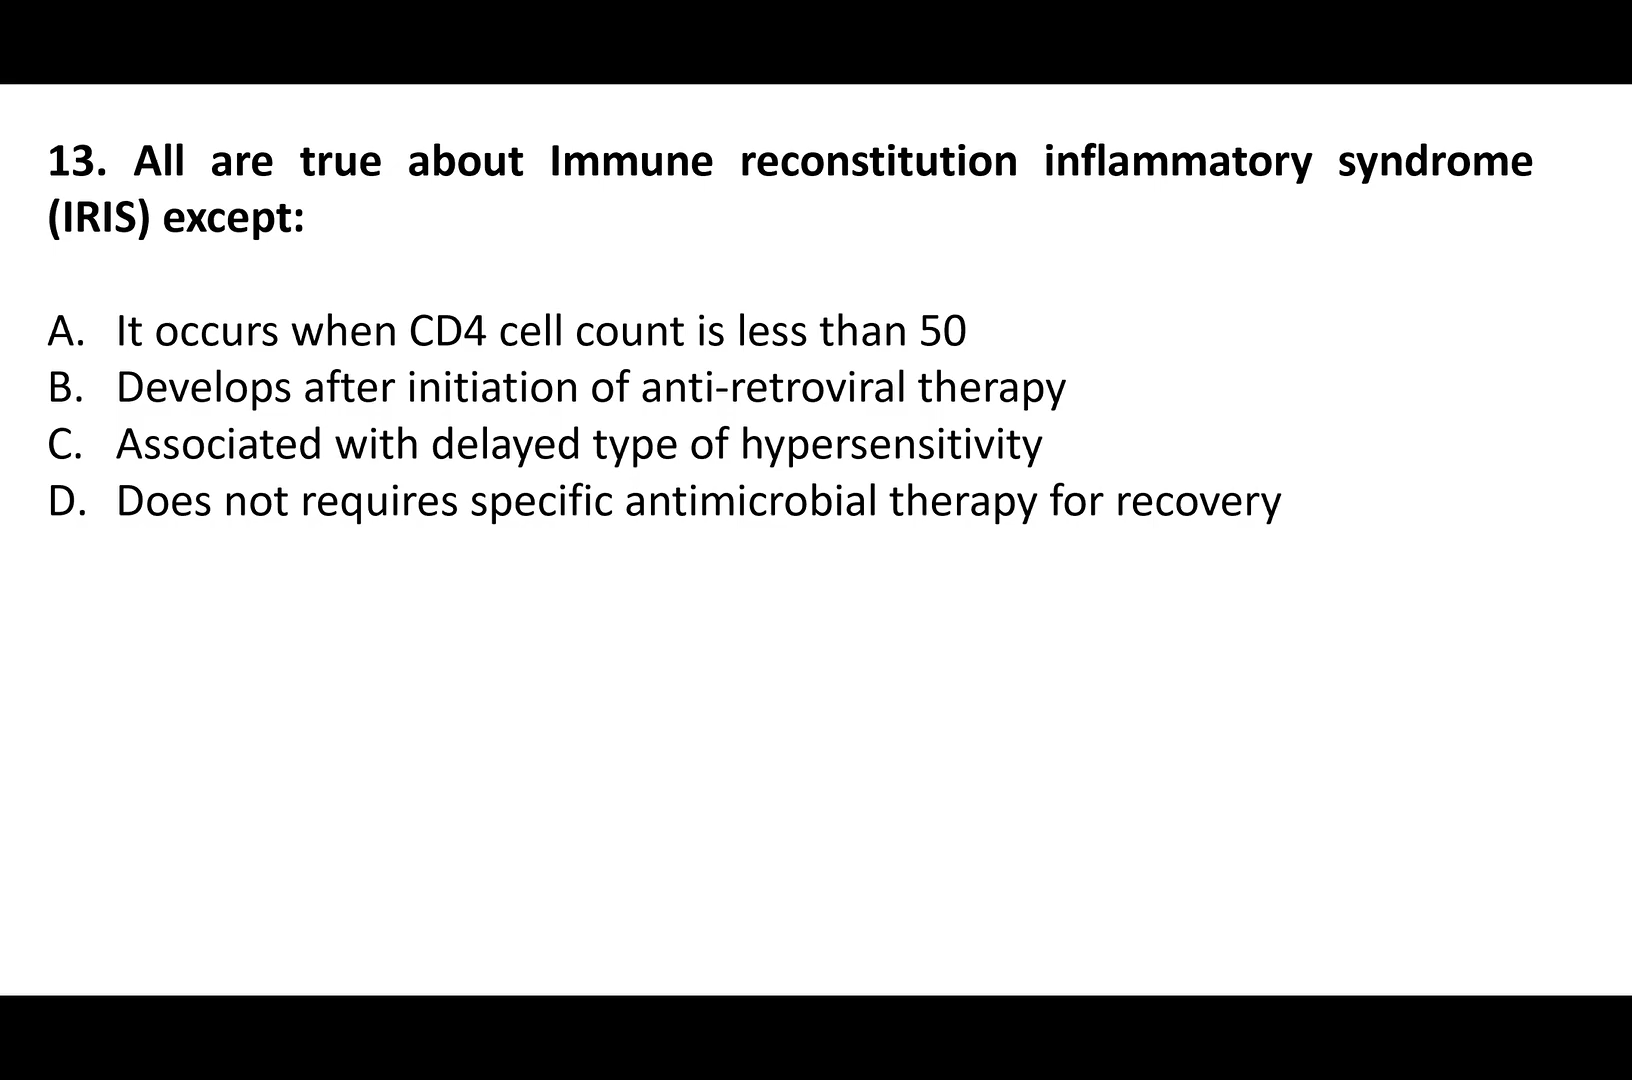 13. All are true about Immune reconstitution inflammatory syndrome
(IRIS) except:
A. It occurs when CD4 cell count is less than 50
B. Develops after initiation of anti-retroviral therapy
C. Associated with delayed type of hypersensitivity
D. Does not requires specific antimicrobial therapy for recovery